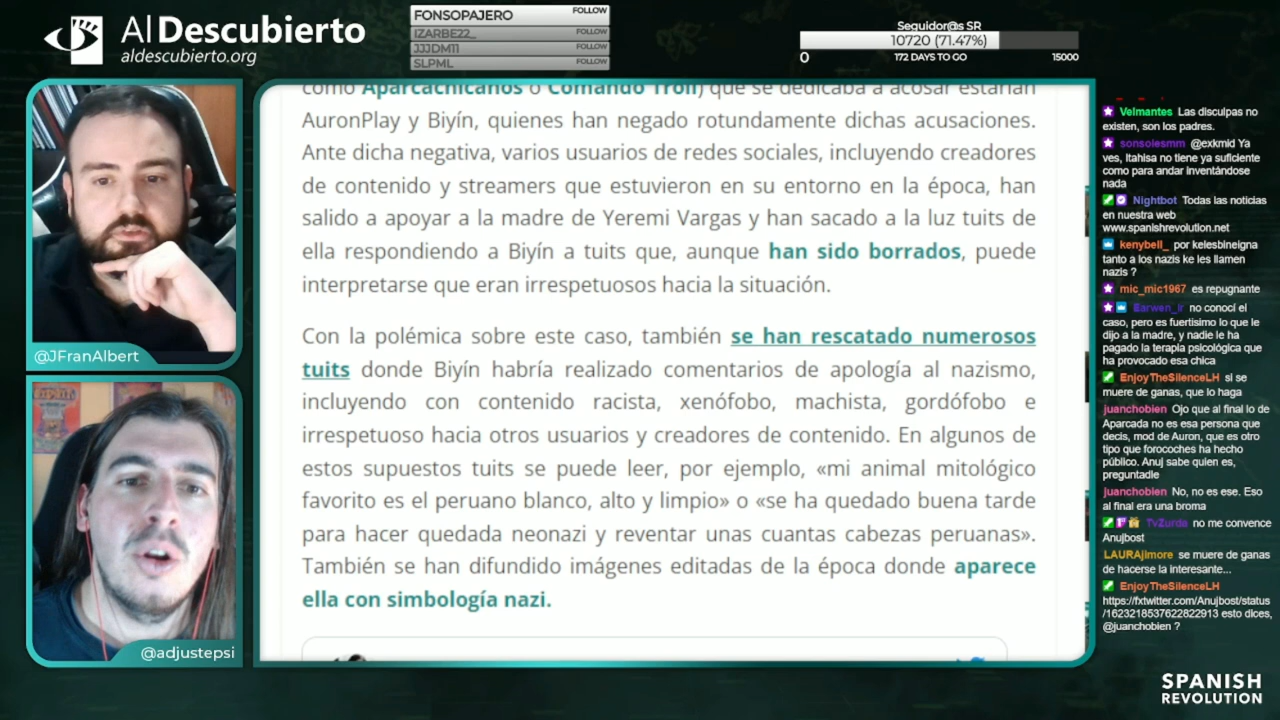 Al Descubierto
aldescubierto.org
FONSOPAJERO FOLLOW
IZARBE22_ FOLLOW
JJJDM11 FOLLOW
SLPML FOLLOW
Seguidor@s SR
10720 (71.47%)
0 172 DAYS TO GO 15000
como Aparcachicanos o Comando Troll) que se dedicaba a acosar estarían
AuronPlay y Biyín, quienes han negado rotundamente dichas acusaciones.
Ante dicha negativa, varios usuarios de redes sociales, incluyendo creadores
de contenido y streamers que estuvieron en su entorno en la época, han
salido a apoyar a la madre de Yeremi Vargas y han sacado a la luz tuits de
ella respondiendo a Biyín a tuits que, aunque han sido borrados, puede
interpretarse que eran irrespetuosos hacia la situación.
Con la polémica sobre este caso, también se han rescatado numerosos
tuits donde Biyín habría realizado comentarios de apología al nazismo,
incluyendo con contenido racista, xenófobo, machista, gordófobo e
irrespetuoso hacia otros usuarios y creadores de contenido. En algunos de
estos supuestos tuits se puede leer, por ejemplo, «mi animal mitológico
favorito es el peruano blanco, alto y limpio» o «se ha quedado buena tarde
para hacer quedada neonazi y reventar unas cuantas cabezas peruanas».
También se han difundido imágenes editadas de la época donde aparece
ella con simbología nazi.
@JFranAlbert
@adjustepsi
Velmantes Las disculpas no
existen, son los padres.
sonsolesmm @exkmid Ya
ves, Itahisa no tiene ya suficiente
como para andar inventándose
nada
Nightbot Todas las noticias
en nuestra web
www.spanishrevolution.net
kenybell_ por kelesbineigna
tanto a los nazis ke les llamen
nazis ?
mic_mic1967 es repugnante
Earwen_ir no conocí el
caso, pero es fuertísimo lo que le
dijo a la madre, y nadie le ha
pagado la terapia psicológica que
ha provocado esa chica
EnjoyTheSilenceLH si se
muere de ganas, que lo haga
juanchobien Ojo que al final lo de
Aparcada no es esa persona que
decis, mod de Auron, que es otro
tipo que forocoches ha hecho
público. Anuj sabe quien es,
preguntadle
juanchobien No, no es ese. Eso
al final era una broma
TvZurda no me convence
Anujbost
LAURAjimore se muere de ganas
de hacerse la interesante...
EnjoyTheSilenceLH
https://fxtwitter.com/Anujbost/status
/1623218537622822913 esto dices,
@juanchobien ?
SPANISH
REVOLUTION